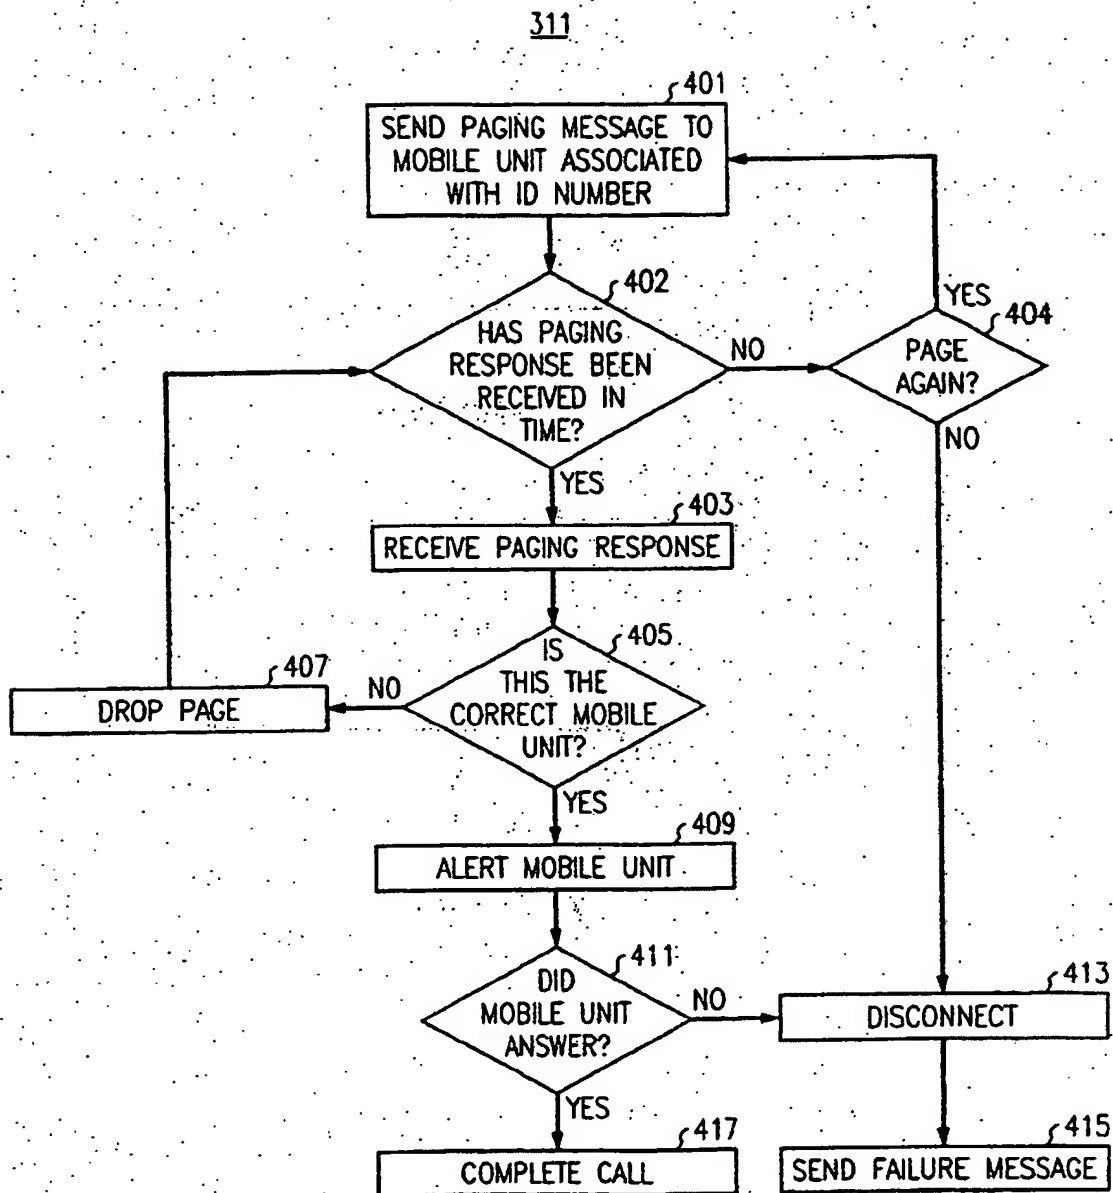 311
401
SEND PAGING MESSAGE TO
MOBILE UNIT ASSOCIATED
WITH ID NUMBER
402
HAS PAGING
RESPONSE BEEN
RECEIVED IN
TIME?
NO
YES
404
PAGE
AGAIN?
YES
NO
403
RECEIVE PAGING RESPONSE
405
IS
THIS THE
CORRECT MOBILE
UNIT?
NO
407
DROP PAGE
YES
409
ALERT MOBILE UNIT
411
DID
MOBILE UNIT
ANSWER?
NO
413
DISCONNECT
YES
417
COMPLETE CALL
415
SEND FAILURE MESSAGE